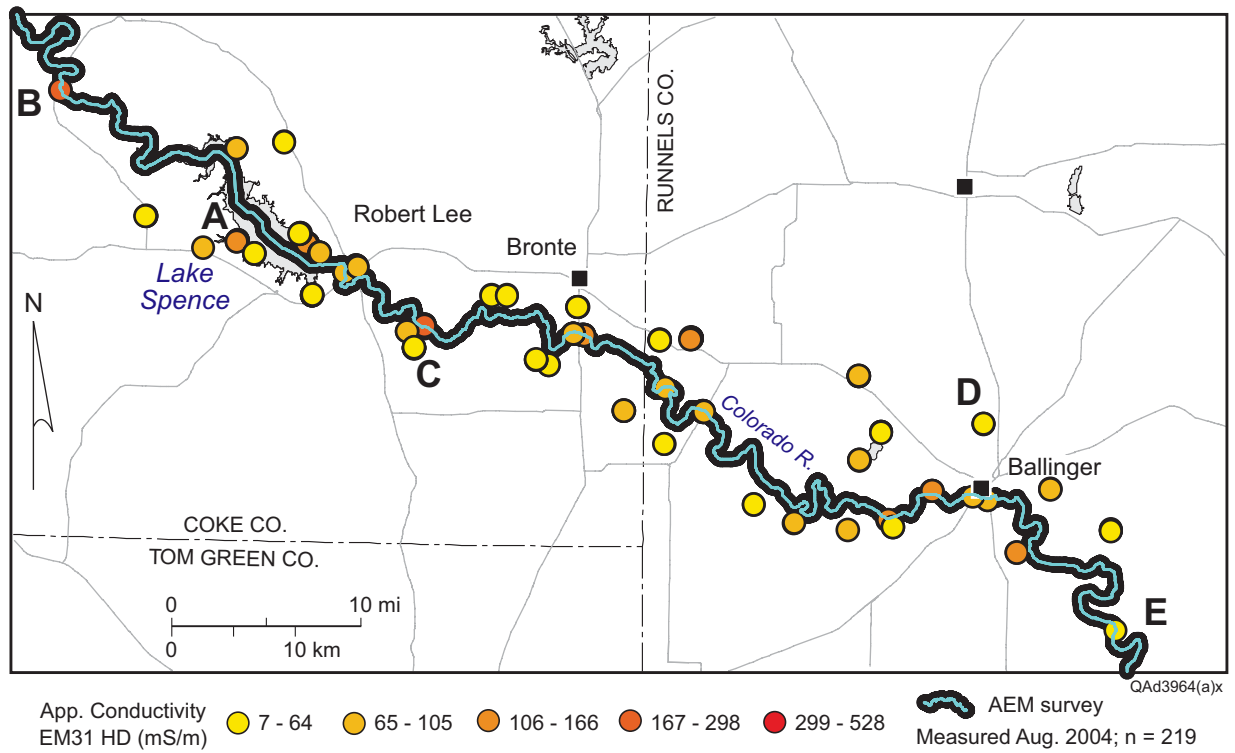 B
RUNNELS CO.
A
Robert Lee
Bronte
Lake
Spence
N
C
D
Colorado R.
Ballinger
COKE CO.
TOM GREEN CO.
0 10 mi
0 10 km
E
QAd3964(a)x
App. Conductivity
EM31 HD (mS/m)
7 - 64
65 - 105
106 - 166
167 - 298
299 - 528
AEM survey
Measured Aug. 2004; n = 219